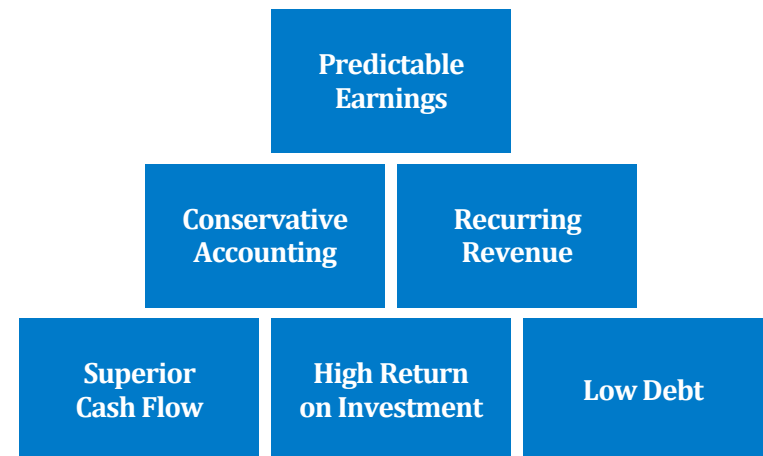 Predictable
Earnings
Conservative
Accounting
Recurring
Revenue
Superior
Cash Flow
High Return
on Investment
Low Debt